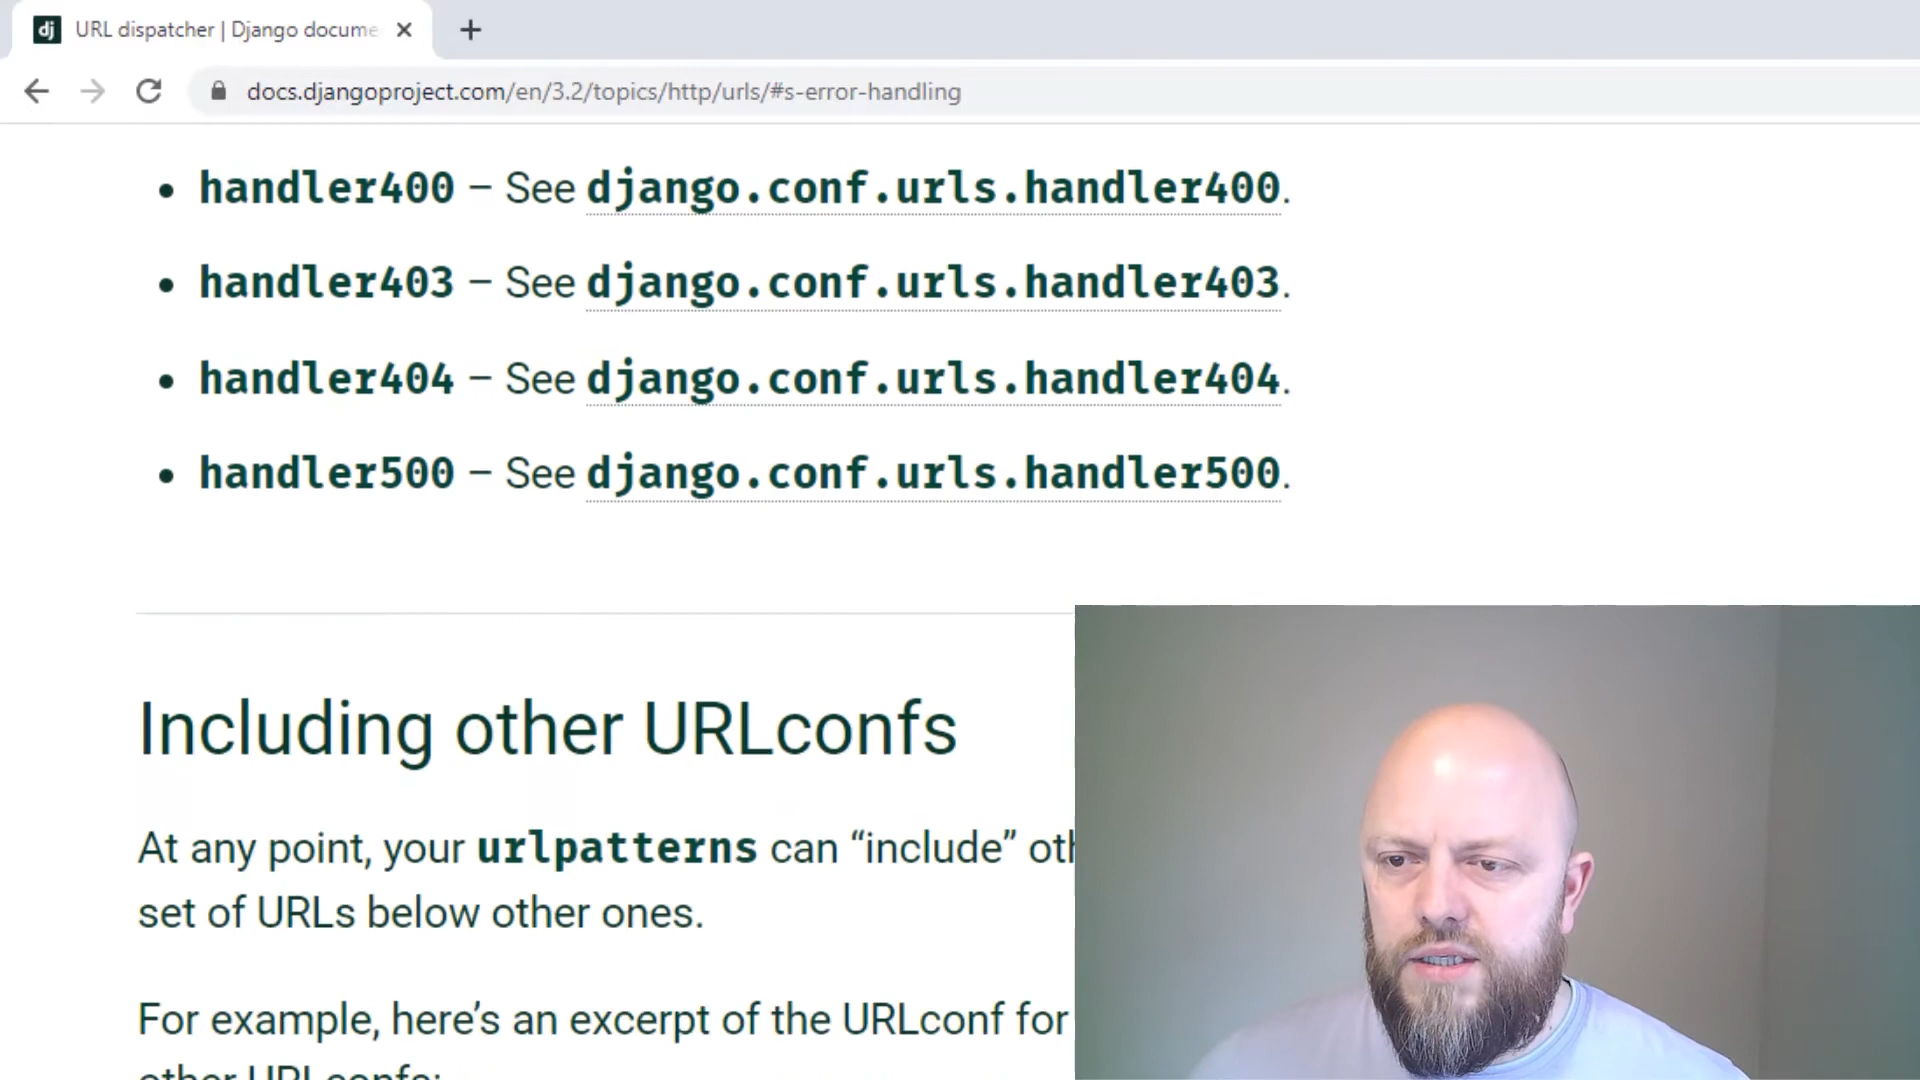 dj URL dispatcher | Django docume
docs.djangoproject.com/en/3.2/topics/http/urls/#s-error-handling
• handler400 – See django.conf.urls.handler400.
• handler403 – See django.conf.urls.handler403.
• handler404 – See django.conf.urls.handler404.
• handler500 – See django.conf.urls.handler500.
Including other URLconfs
At any point, your urlpatterns can “include” oth
set of URLs below other ones.
For example, here’s an excerpt of the URLconf for
other URLconfs: